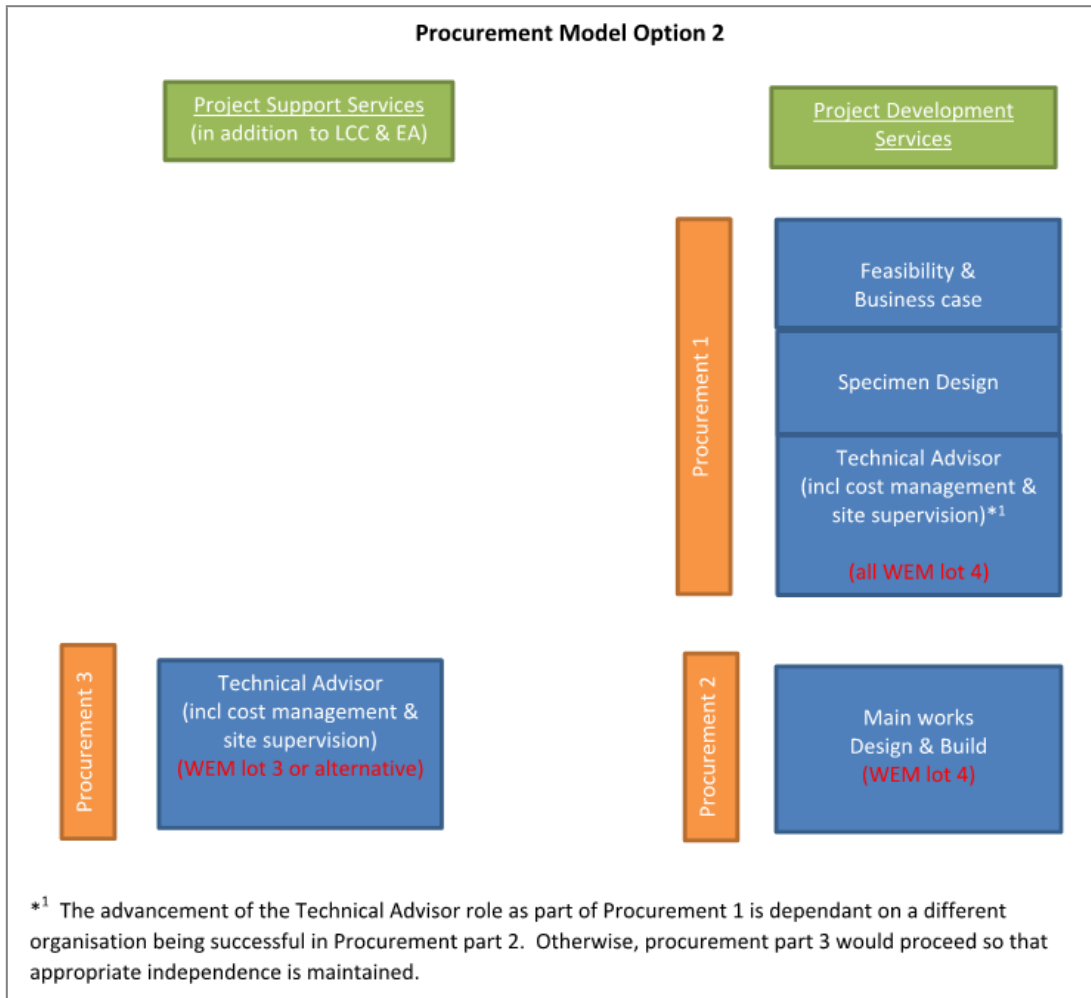 Procurement Model Option 2
Project Support Services
(in addition to LCC & EA)
Project Development
Services
Procurement 1
Feasibility &
Business case
Specimen Design
Technical Advisor
(incl cost management &
site supervision)*1
(all WEM lot 4)
Procurement 3
Technical Advisor
(incl cost management &
site supervision)
(WEM lot 3 or alternative)
Procurement 2
Main works
Design & Build
(WEM lot 4)
*1 The advancement of the Technical Advisor role as part of Procurement 1 is dependant on a different
organisation being successful in Procurement part 2. Otherwise, procurement part 3 would proceed so that
appropriate independence is maintained.